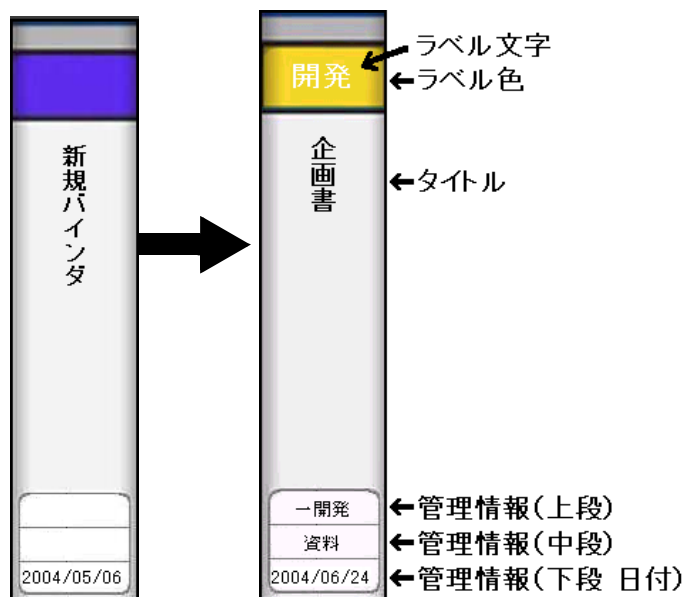 新規バインダ
2004/05/06
開発
企画書
一開発
資料
2004/06/24
ラベル文字
←ラベル色
←タイトル
←管理情報(上段)
←管理情報(中段)
←管理情報(下段 日付)